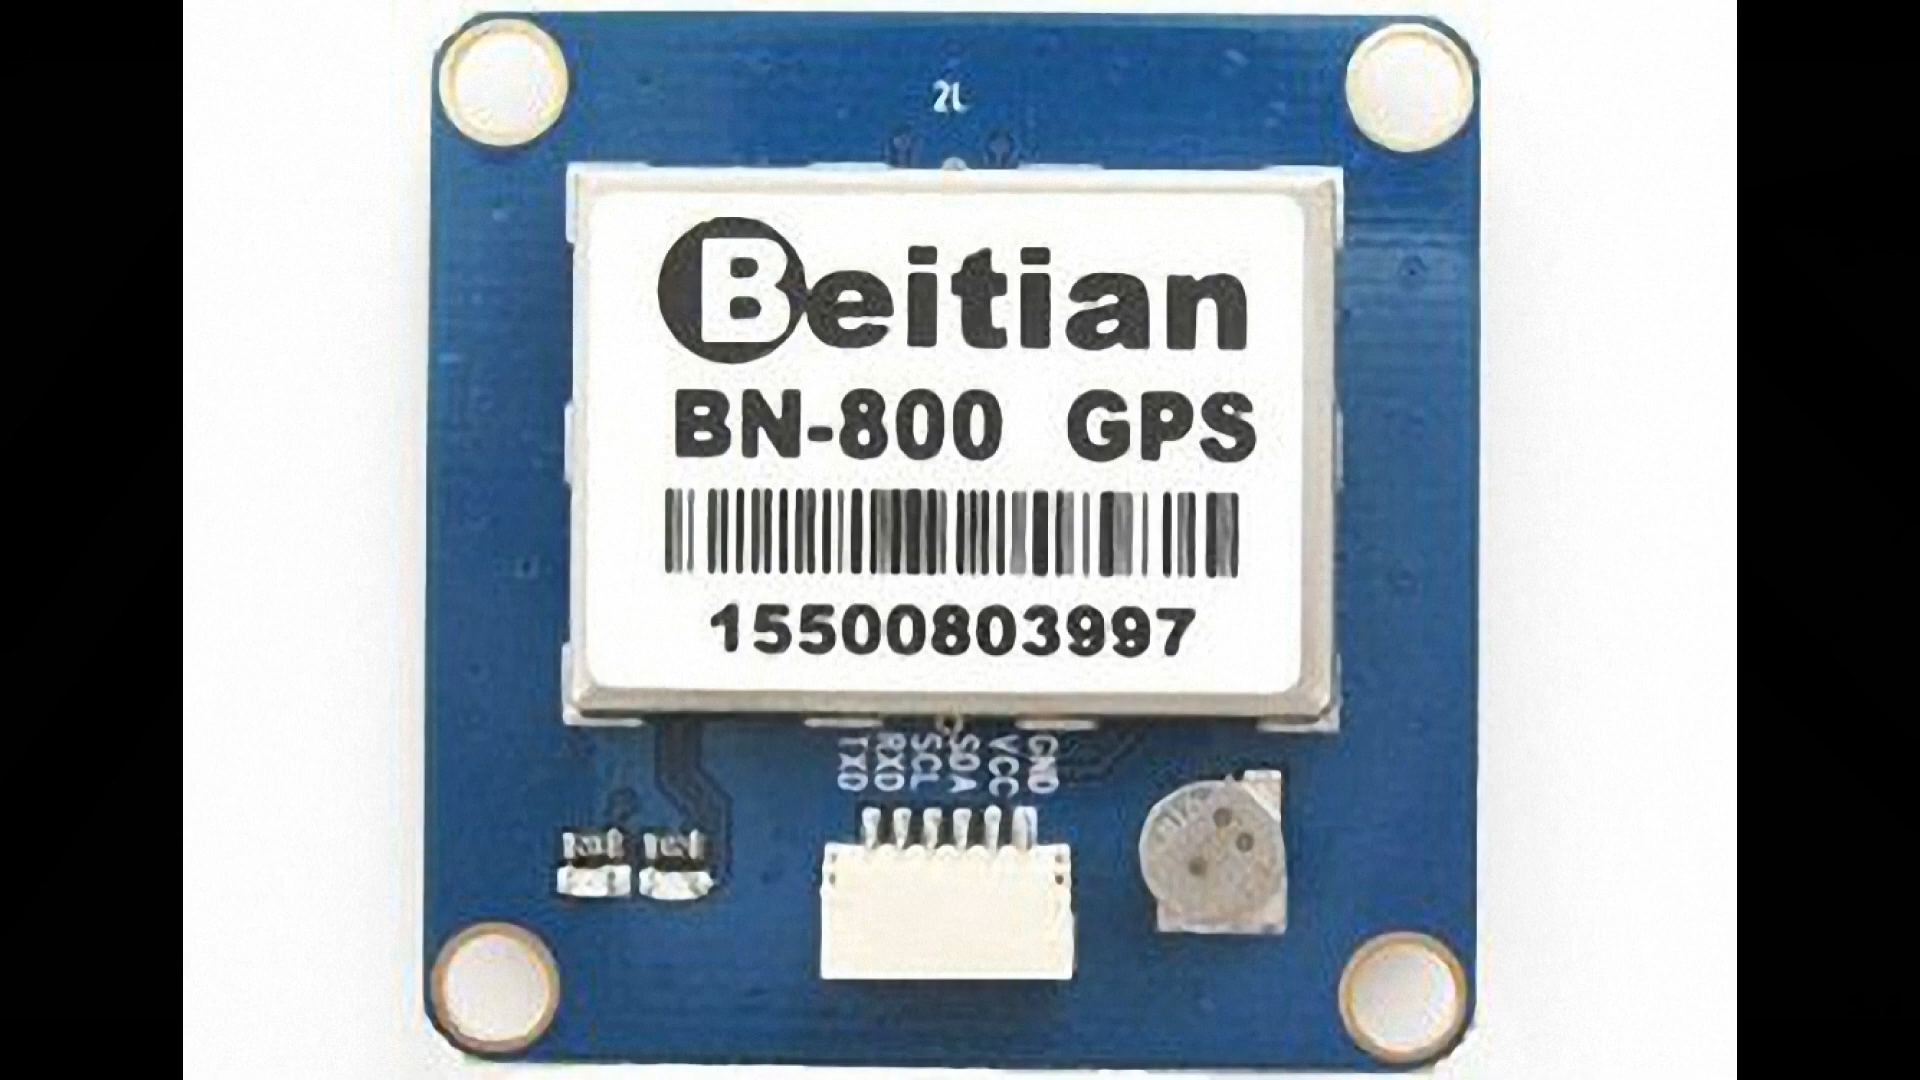 2L
Beitian
BN-800 GPS
15500803997
TXD
RXD
SCL
SDA
VCC
GND